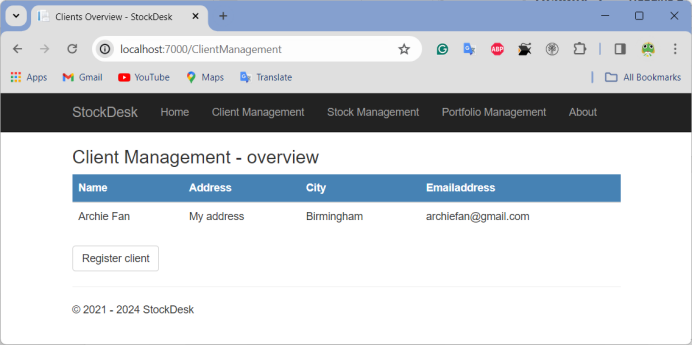 Clients Overview - StockDesk
localhost:7000/ClientManagement
ABP
Apps Gmail YouTube Maps Translate All Bookmarks
StockDesk Home Client Management Stock Management Portfolio Management About
Client Management - overview
Name Address City Emailaddress
Archie Fan My address Birmingham archiefan@gmail.com
Register client
© 2021 - 2024 StockDesk